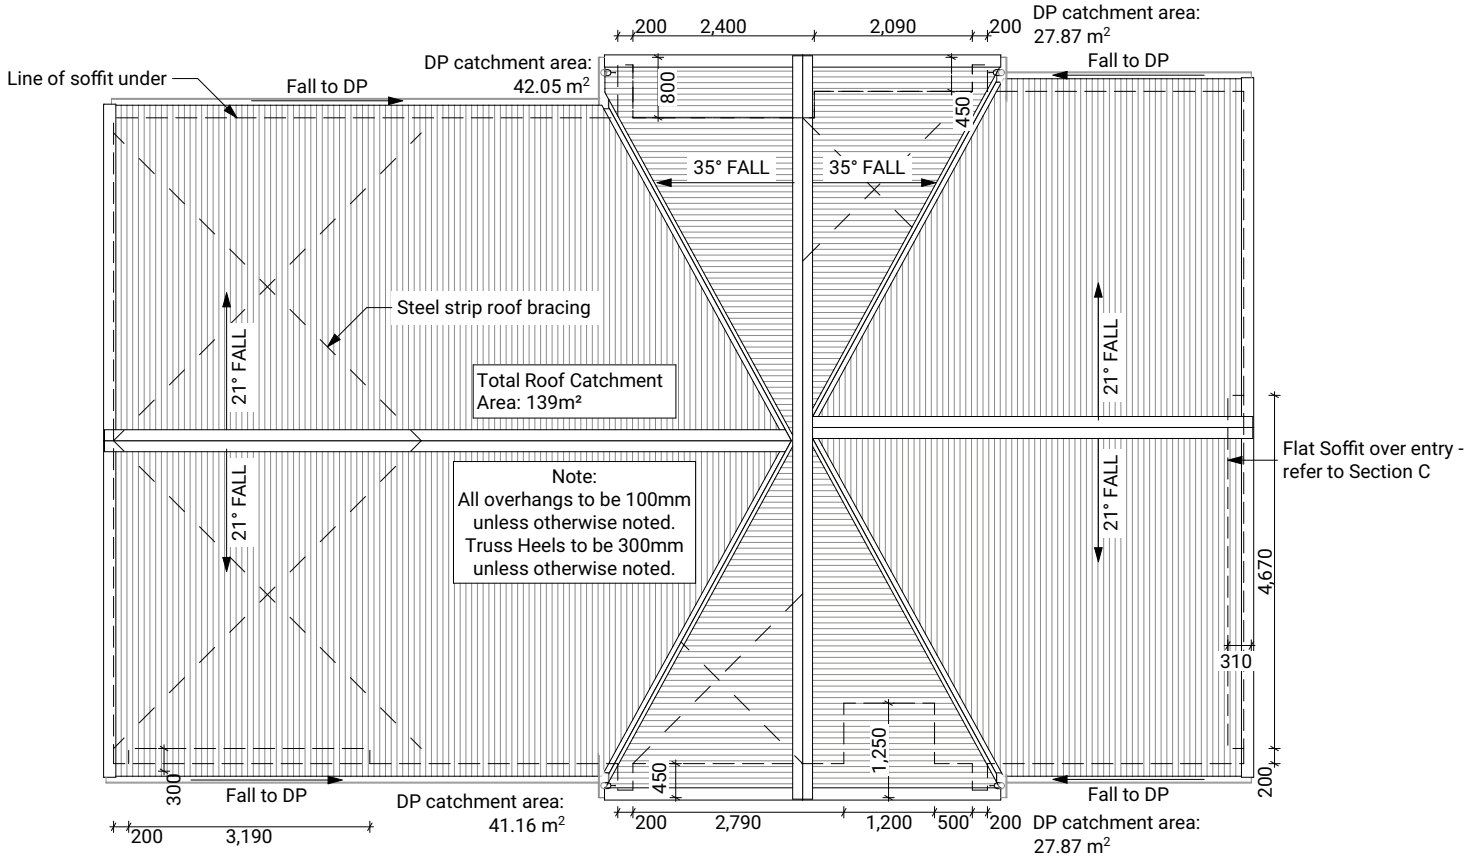 200
2,400
2,090
200
DP catchment area:
27.87 m²
DP catchment area:
42.05 m²
Line of soffit under
Fall to DP
Fall to DP
800
450
35° FALL
35° FALL
Steel strip roof bracing
21° FALL
21° FALL
Total Roof Catchment
Area: 139m²
Flat Soffit over entry -
refer to Section C
Note:
All overhangs to be 100mm
unless otherwise noted.
Truss Heels to be 300mm
unless otherwise noted.
21° FALL
21° FALL
4,670
310
1,250
450
300
200
Fall to DP
Fall to DP
DP catchment area:
41.16 m²
200
3,190
200
2,790
1,200
500
200
DP catchment area:
27.87 m²